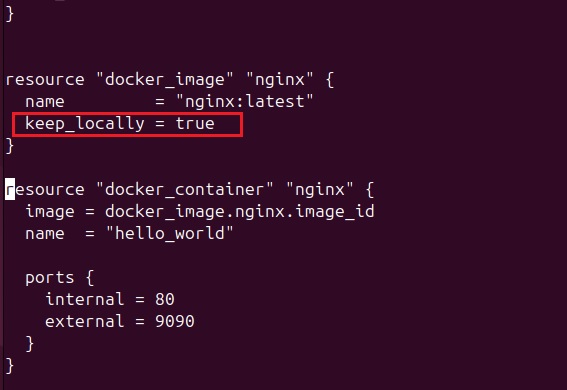 }
resource "docker_image" "nginx" {
  name         = "nginx:latest"
  keep_locally = true
}
resource "docker_container" "nginx" {
  image = docker_image.nginx.image_id
  name  = "hello_world"
  ports {
    internal = 80
    external = 9090
  }
}